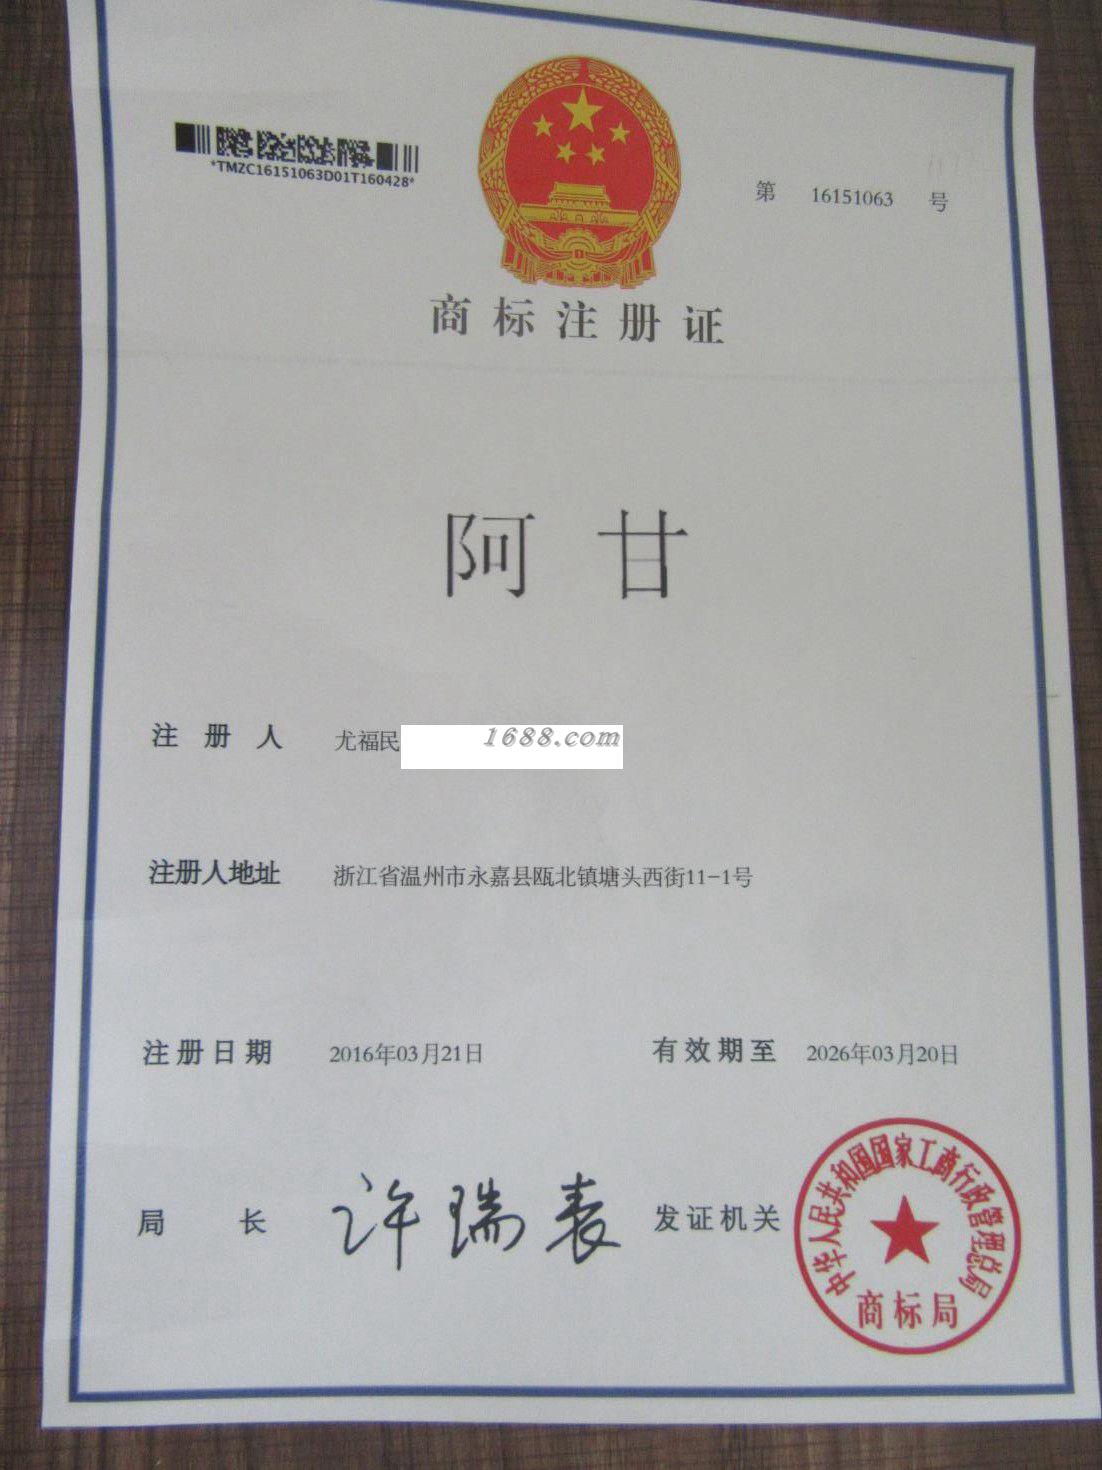 *TMZC16151063D01T160428*
第 16151063 号
商标注册证
阿甘
注册人 尤福民
1688.com
注册人地址 浙江省温州市永嘉县瓯北镇塘头西街11-1号
注册日期 2016年03月21日 有效期至 2026年03月20日
局长 许瑞表 发证机关
中华人民共和国国家工商行政管理总局
商标局